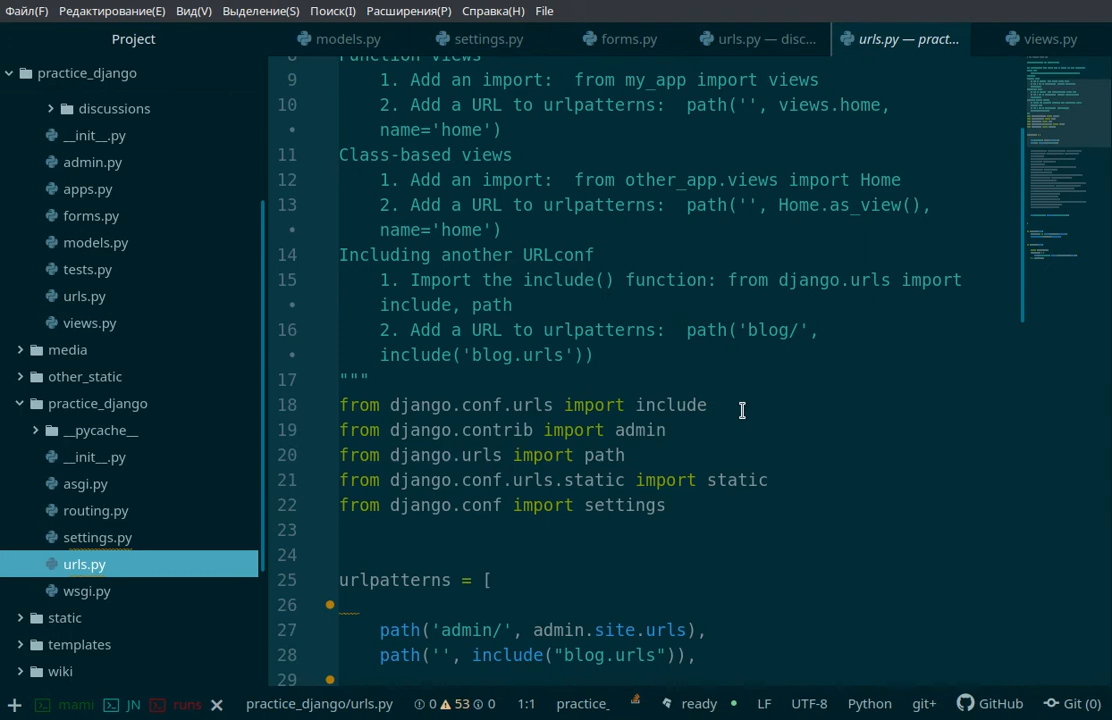 Файл(F) Редактирование(E) Вид(V) Выделение(S) Поиск(I) Расширения(P) Справка(H) File
Project
models.py settings.py forms.py urls.py — disc... urls.py — pract... views.py
practice_django
discussions
__init__.py
admin.py
apps.py
forms.py
models.py
tests.py
urls.py
views.py
media
other_static
practice_django
__pycache__
__init__.py
asgi.py
routing.py
settings.py
urls.py
wsgi.py
static
templates
wiki
8 Function views
9 1. Add an import:  from my_app import views
10 2. Add a URL to urlpatterns:  path('', views.home,
• name='home')
11 Class-based views
12 1. Add an import:  from other_app.views import Home
13 2. Add a URL to urlpatterns:  path('', Home.as_view(),
• name='home')
14 Including another URLconf
15 1. Import the include() function: from django.urls import
• include, path
16 2. Add a URL to urlpatterns:  path('blog/',
• include('blog.urls'))
17 """
18 from django.conf.urls import include
19 from django.contrib import admin
20 from django.urls import path
21 from django.conf.urls.static import static
22 from django.conf import settings
23
24
25 urlpatterns = [
26
27 path('admin/', admin.site.urls),
28 path('', include("blog.urls")),
29
mami JN runs practice_django/urls.py 0 53 0 1:1 practice_ ready LF UTF-8 Python git+ GitHub Git (0)